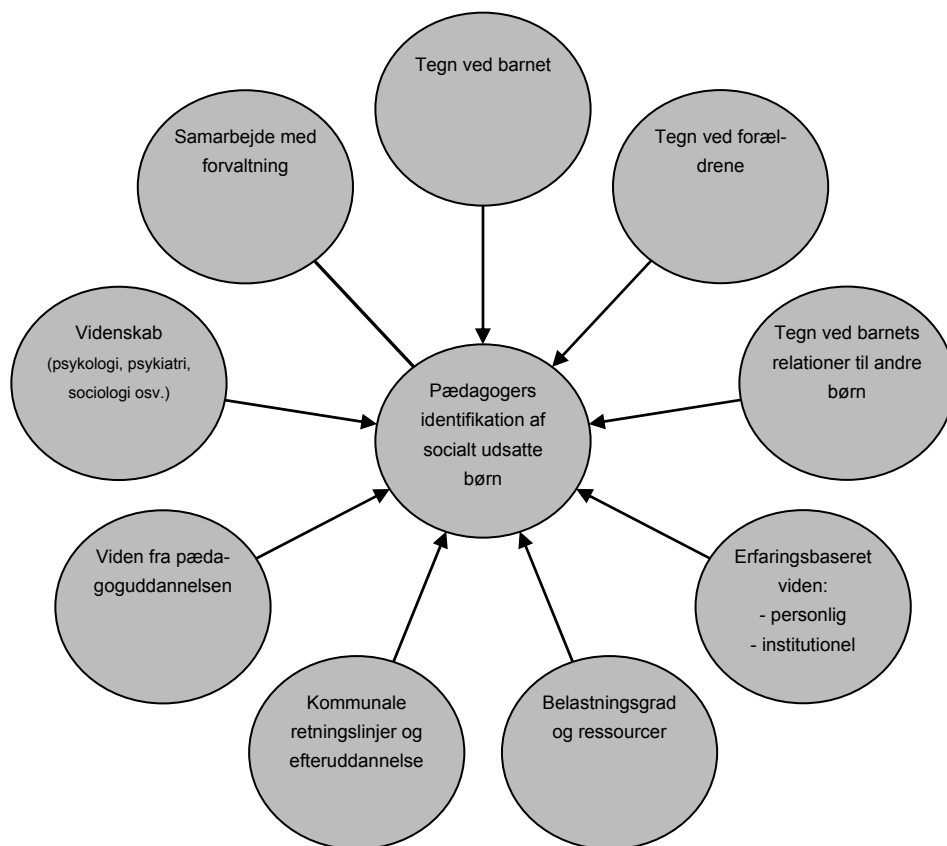 Tegn ved barnet
Samarbejde med
forvaltning
Tegn ved foræl-
drene
Videnskab
(psykologi, psykiatri,
sociologi osv.)
Tegn ved barnets
relationer til andre
børn
Pædagogers
identifikation af
socialt udsatte
børn
Viden fra pæda-
goguddannelsen
Erfaringsbaseret
viden:
- personlig
- institutionel
Kommunale
retningslinjer og
efteruddannelse
Belastningsgrad
og ressourcer